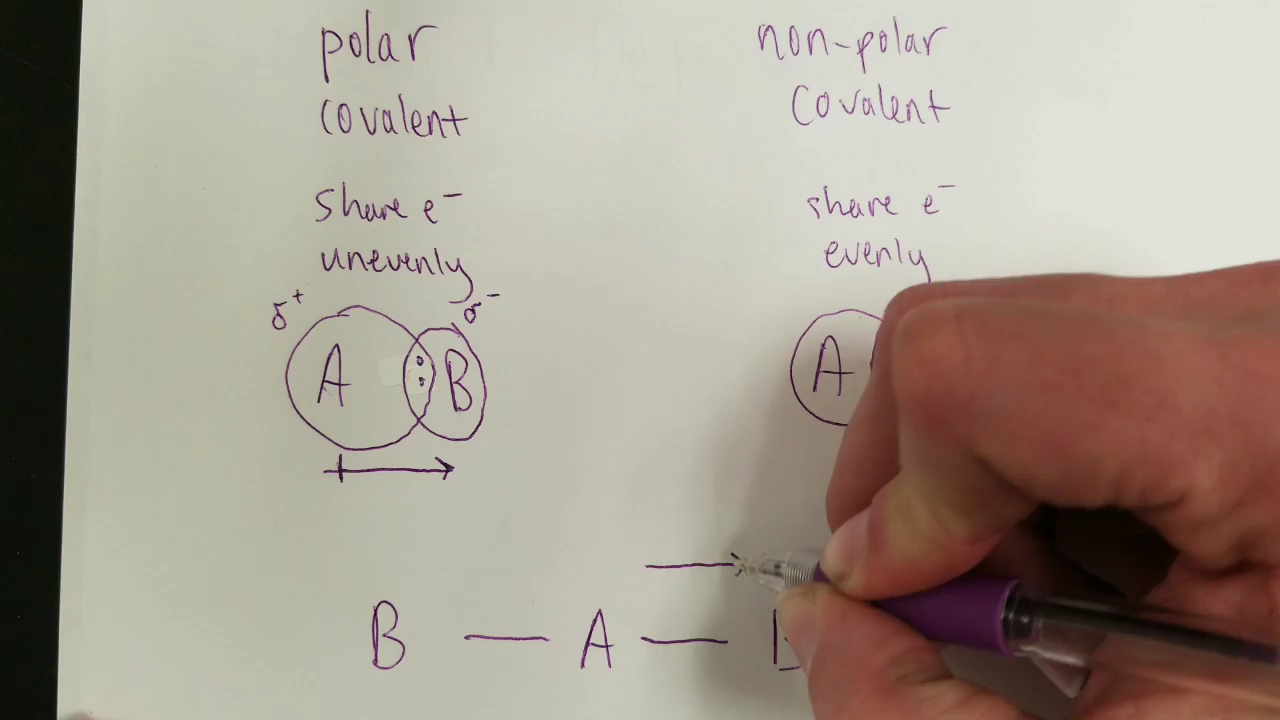 polar
covalent
share e⁻
unevenly
δ⁺ δ⁻
A : B
non-polar
Covalent
share e⁻
evenly
A
B — A —